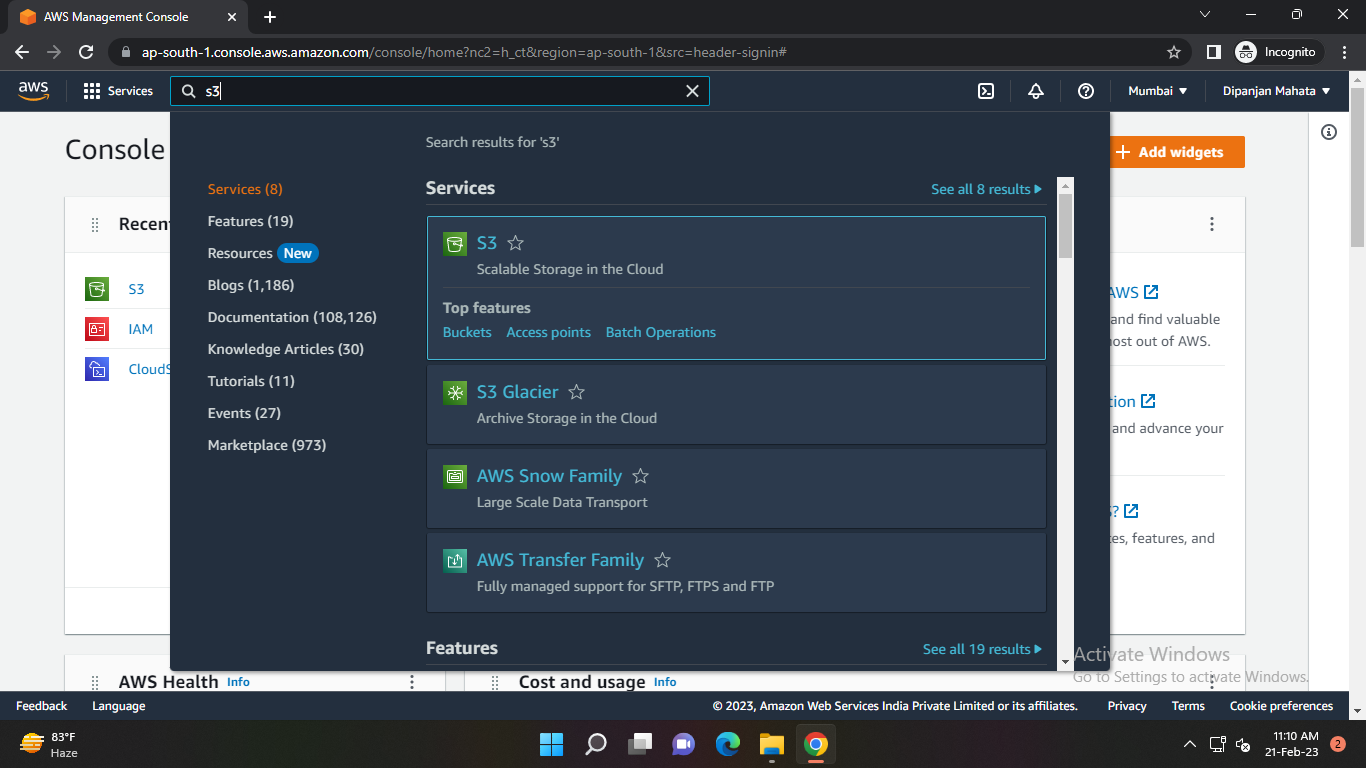 AWS Management Console
ap-south-1.console.aws.amazon.com/console/home?nc2=h_ct&region=ap-south-1&src=header-signin#
Incognito
aws
Services
s3
Mumbai
Dipanjan Mahata
Console
Search results for 's3'
Add widgets
Services (8)
Features (19)
Resources New
Blogs (1,186)
Documentation (108,126)
Knowledge Articles (30)
Tutorials (11)
Events (27)
Marketplace (973)
Services
See all 8 results
S3
Scalable Storage in the Cloud
Top features
Buckets Access points Batch Operations
S3 Glacier
Archive Storage in the Cloud
AWS Snow Family
Large Scale Data Transport
AWS Transfer Family
Fully managed support for SFTP, FTPS and FTP
Features
See all 19 results
Recen
S3
IAM
CloudS
AWS
and find valuable
ost out of AWS.
tion
and advance your
S?
es, features, and
AWS Health Info
Cost and usage Info
Activate Windows
Go to Settings to activate Windows.
Feedback Language
© 2023, Amazon Web Services India Private Limited or its affiliates. Privacy Terms Cookie preferences
83°F
Haze
11:10 AM
21-Feb-23
2